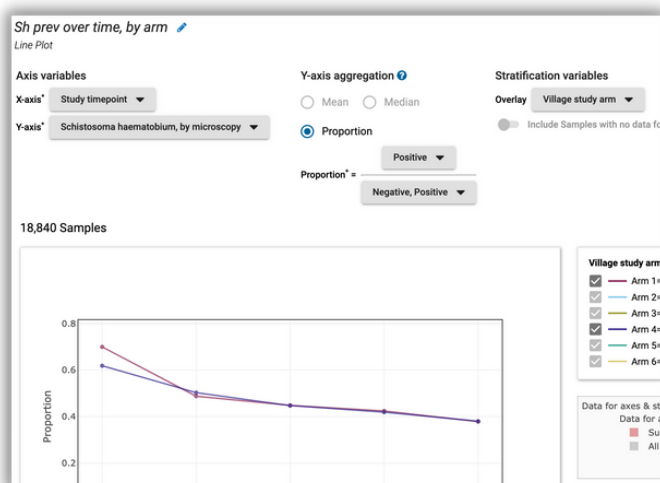 Sh prev over time, by arm
Line Plot
Axis variables
X-axis* Study timepoint
Y-axis* Schistosoma haematobium, by microscopy
Y-axis aggregation ?
Mean Median
Proportion
Positive
Proportion* =
Negative, Positive
Stratification variables
Overlay Village study arm
Include Samples with no data fo
18,840 Samples
0.8
0.6
0.4
0.2
Proportion
Village study arm
Arm 1=
Arm 2=
Arm 3=
Arm 4=
Arm 5=
Arm 6=
Data for axes & st
Data for a
Su
All